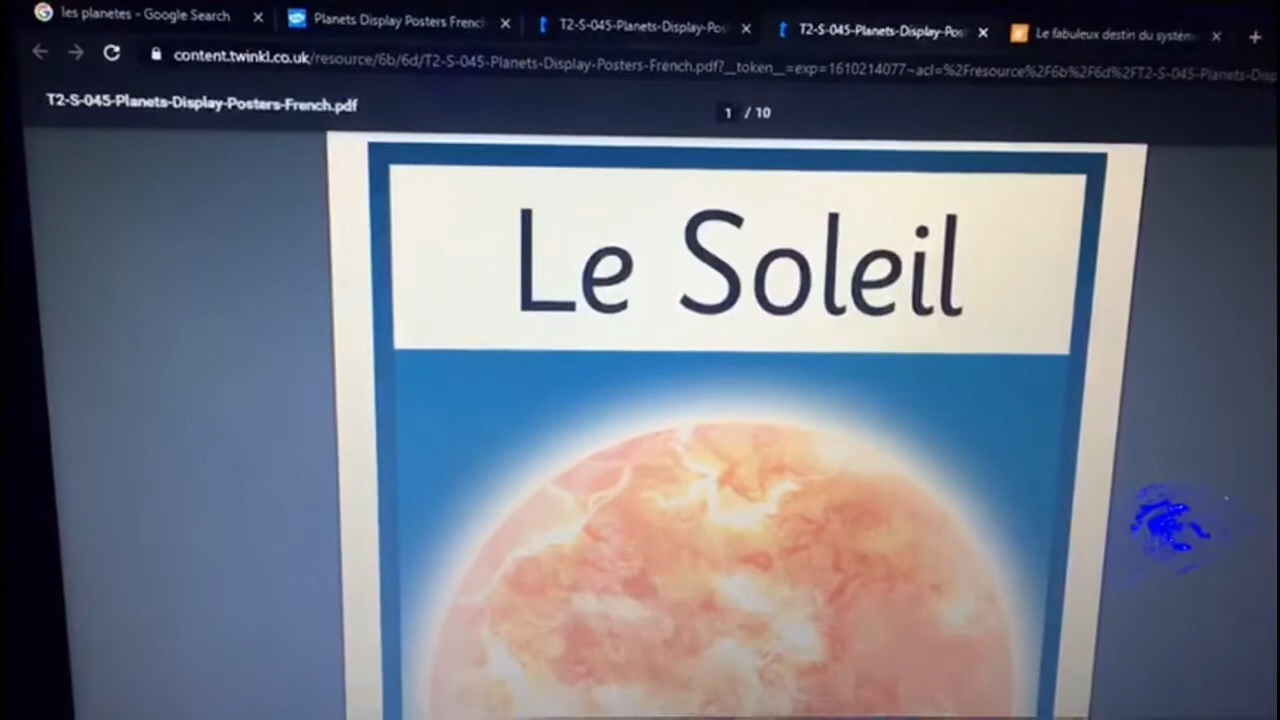 les planetes - Google Search
Planets Display Posters French
T2-S-045-Planets-Display-Pos
T2-S-045-Planets-Display-Pos
Le fabuleux destin du systèm
content.twinkl.co.uk/resource/6b/6d/T2-S-045-Planets-Display-Posters-French.pdf?__token__=exp=1610214077~acl=%2Fresource%2F6b%2F6d%2FT2-S-045-Planets-Disp
T2-S-045-Planets-Display-Posters-French.pdf
1 / 10
Le Soleil